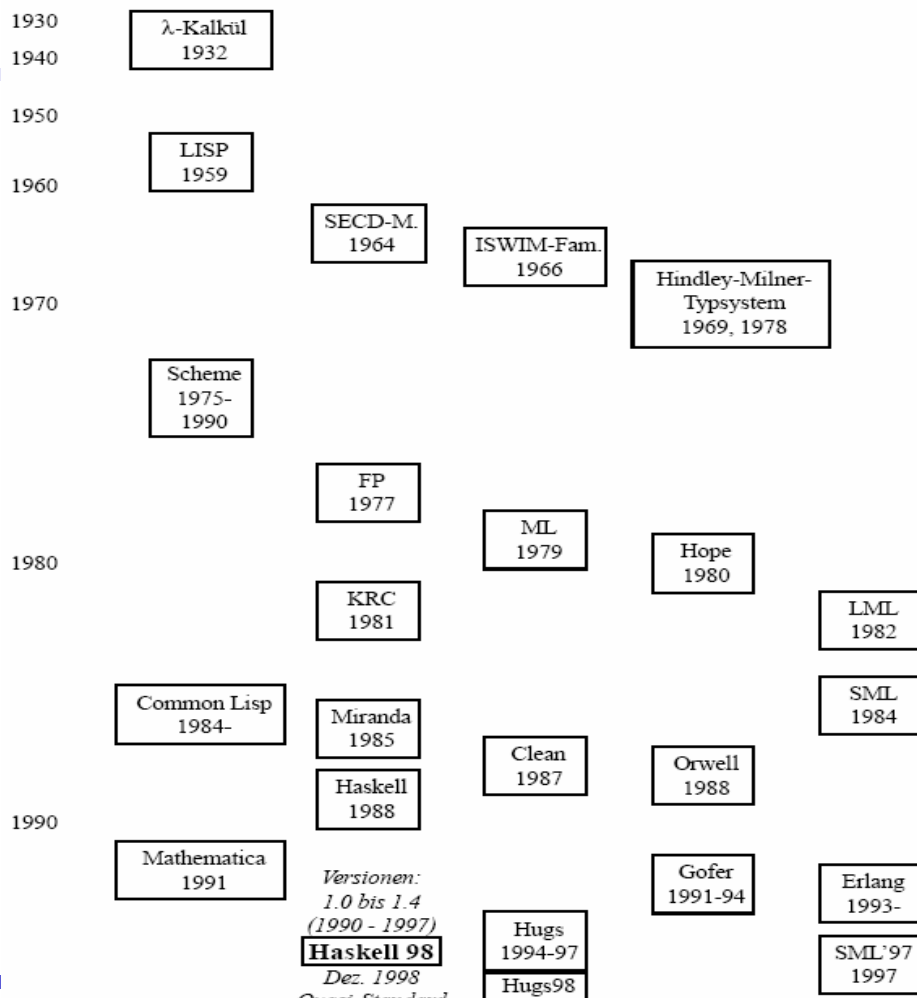 1930
λ-Kalkül
1932
1940
1950
LISP
1959
1960
SECD-M.
1964
ISWIM-Fam.
1966
Hindley-Milner-
Typsystem
1969, 1978
1970
Scheme
1975-
1990
FP
1977
ML
1979
Hope
1980
1980
KRC
1981
LML
1982
Common Lisp
1984-
SML
1984
Miranda
1985
Clean
1987
Orwell
1988
Haskell
1988
1990
Mathematica
1991
Versionen:
1.0 bis 1.4
(1990 - 1997)
Haskell 98
Dez. 1998
Quasi-Standard
Gofer
1991-94
Erlang
1993-
Hugs
1994-97
Hugs98
SML'97
1997